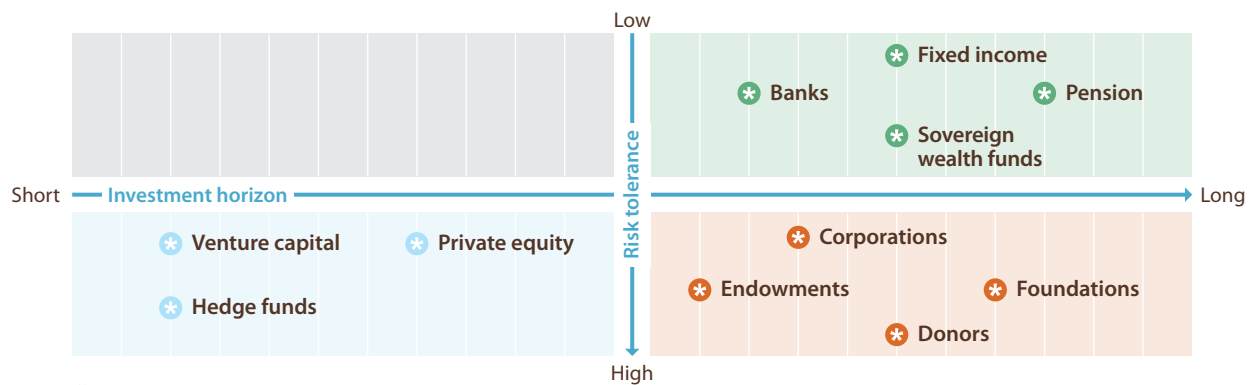 Low
Fixed income
Banks
Pension
Sovereign
wealth funds
Risk tolerance
Short
Investment horizon
Long
Venture capital
Private equity
Corporations
Endowments
Foundations
Hedge funds
Donors
High